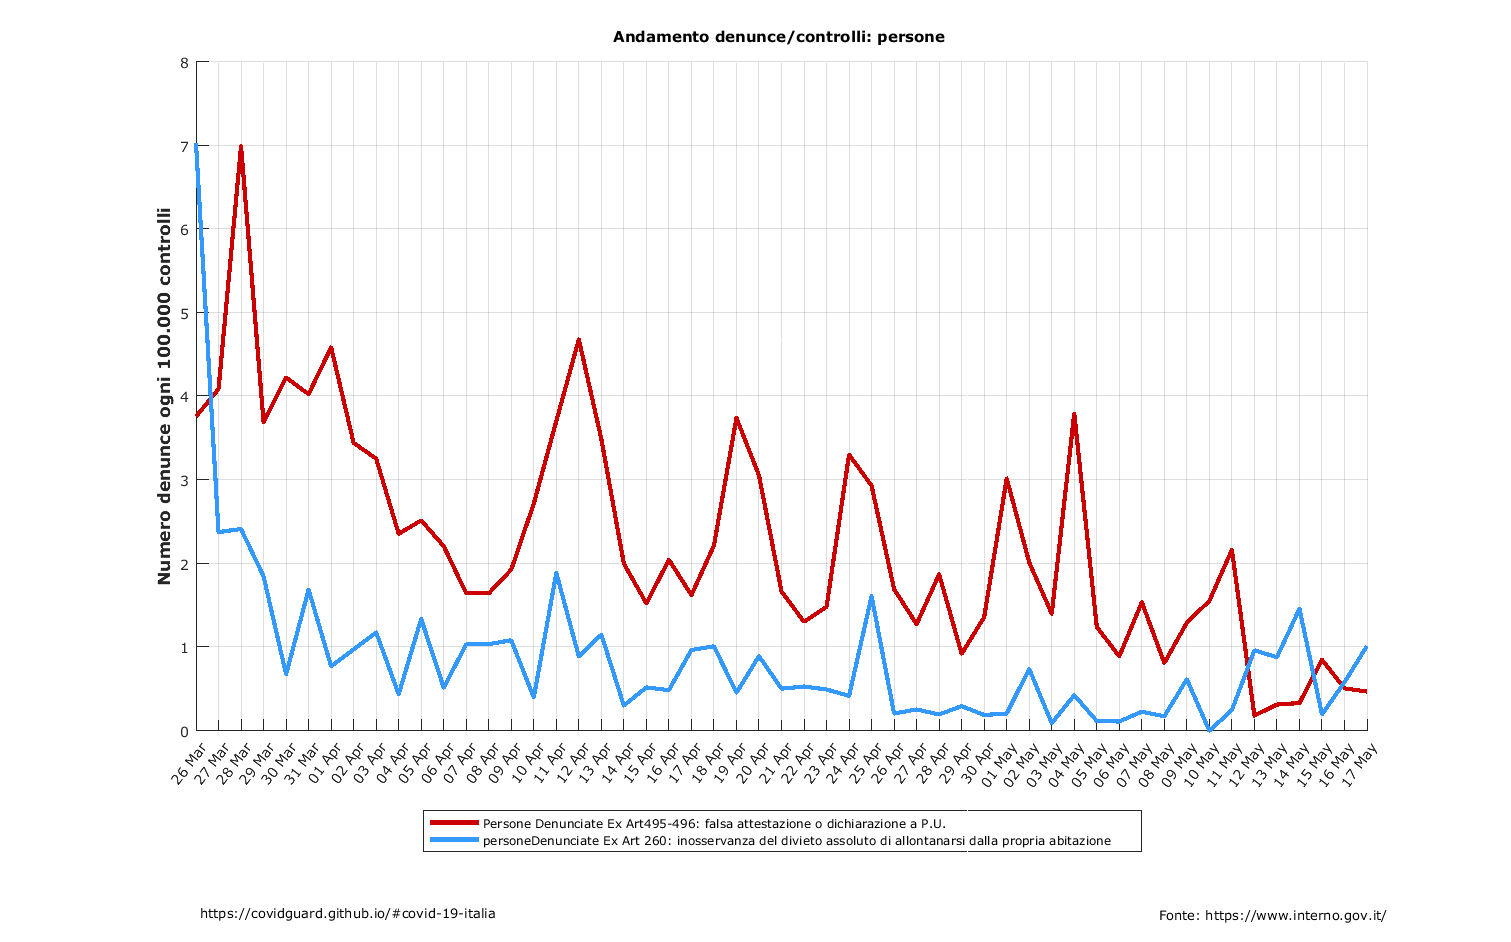 Andamento denunce/controlli: persone
Numero denunce ogni 100.000 controlli
8
7
6
5
4
3
2
1
0
26 Mar
27 Mar
28 Mar
29 Mar
30 Mar
31 Mar
01 Apr
02 Apr
03 Apr
04 Apr
05 Apr
06 Apr
07 Apr
08 Apr
09 Apr
10 Apr
11 Apr
12 Apr
13 Apr
14 Apr
15 Apr
16 Apr
17 Apr
18 Apr
19 Apr
20 Apr
21 Apr
22 Apr
23 Apr
24 Apr
25 Apr
26 Apr
27 Apr
28 Apr
29 Apr
30 Apr
01 May
02 May
03 May
04 May
05 May
06 May
07 May
08 May
09 May
10 May
11 May
12 May
13 May
14 May
15 May
16 May
17 May
Persone Denunciate Ex Art495-496: falsa attestazione o dichiarazione a P.U.
personeDenunciate Ex Art 260: inosservanza del divieto assoluto di allontanarsi dalla propria abitazione
https://covidguard.github.io/#covid-19-italia
Fonte: https://www.interno.gov.it/